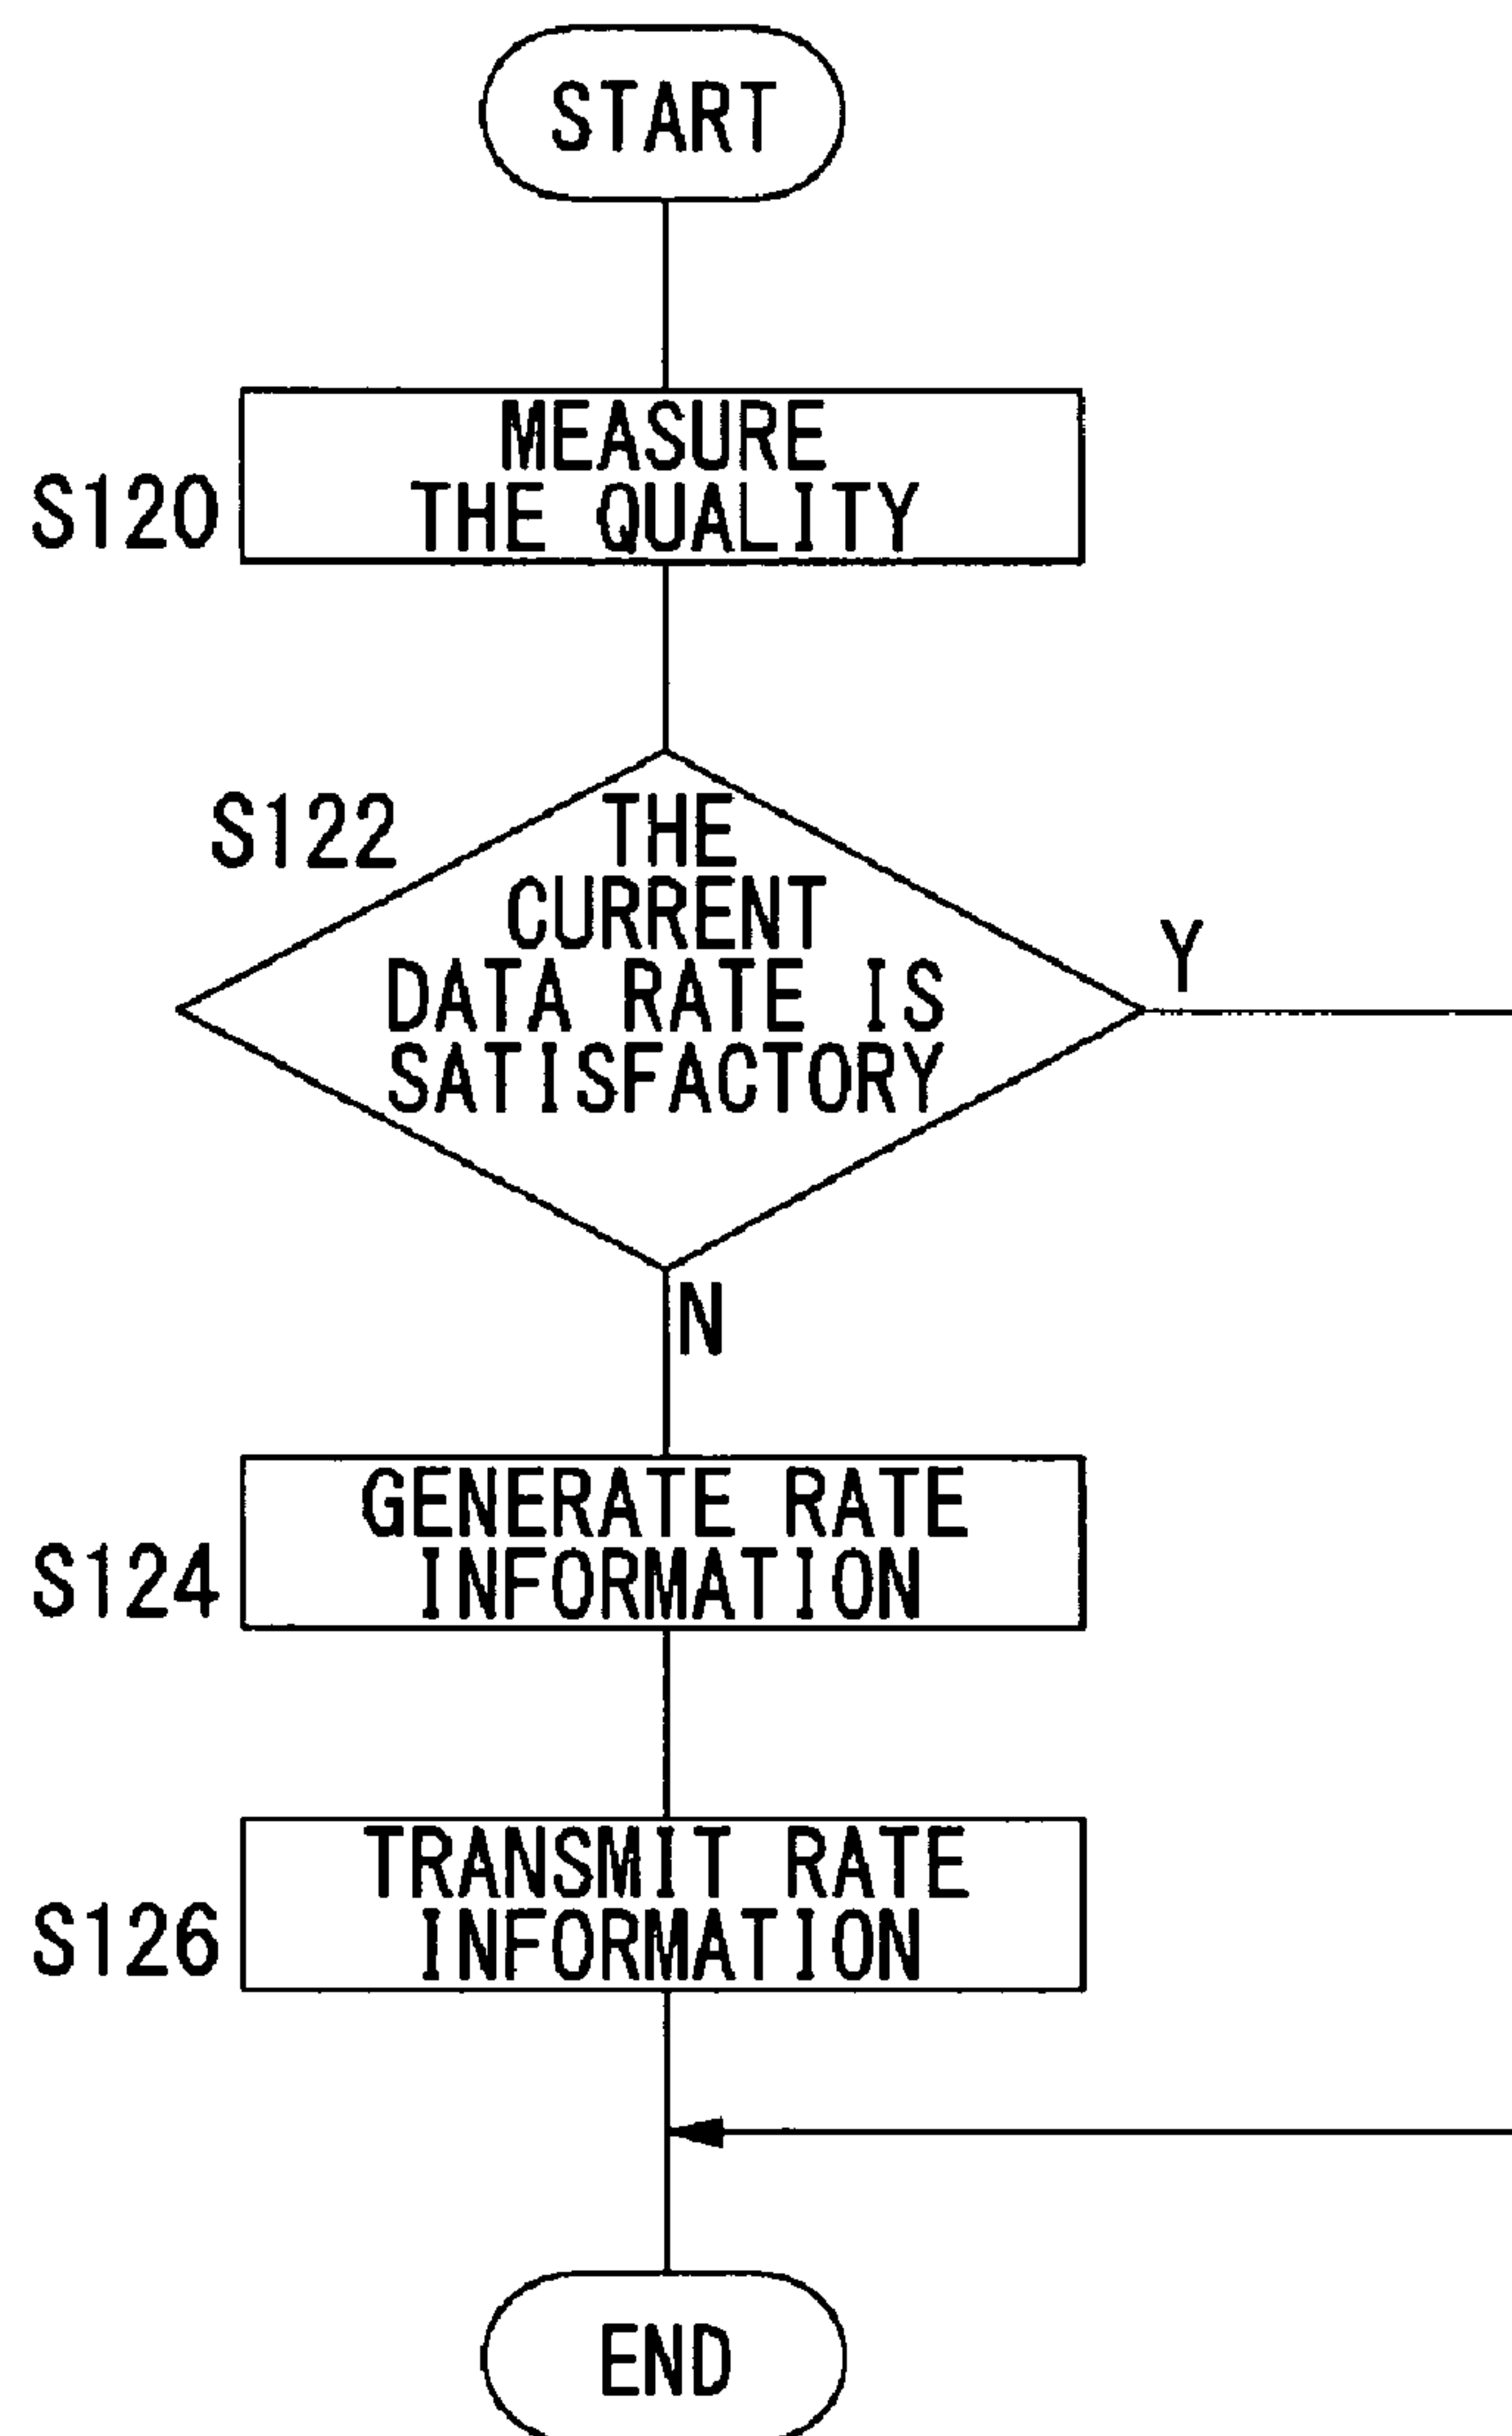 START
MEASURE
THE QUALITY
S120
S122
THE
CURRENT
DATA RATE IS
SATISFACTORY
Y
N
GENERATE RATE
INFORMATION
S124
TRANSMIT RATE
INFORMATION
S126
END